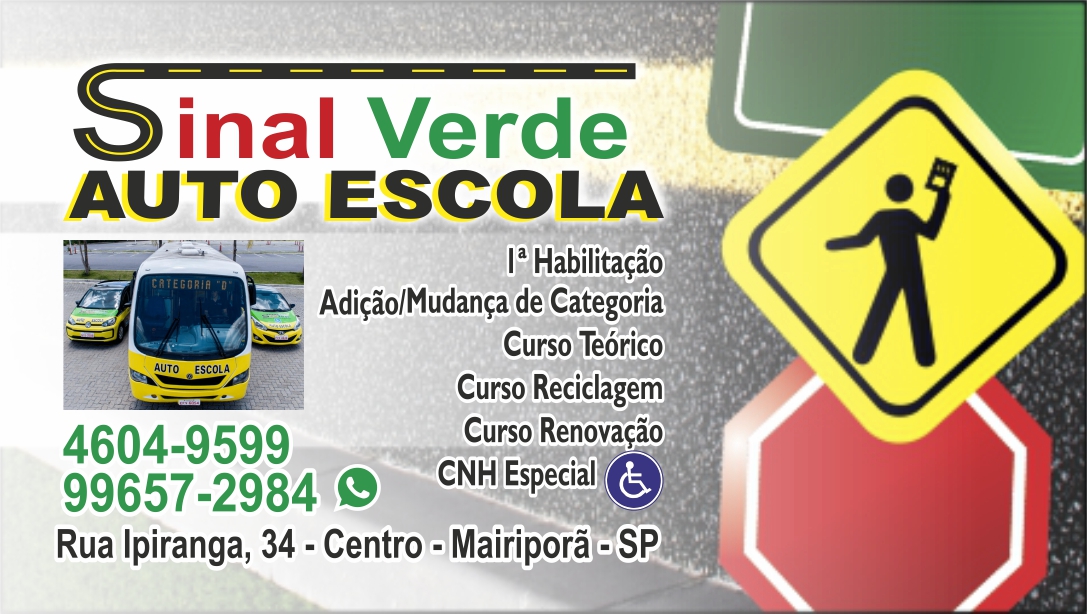 Sinal Verde
AUTO ESCOLA
1ª Habilitação
Adição/Mudança de Categoria
Curso Teórico
Curso Reciclagem
Curso Renovação
CNH Especial
CATEGORIA "D"
AUTO ESCOLA
4604-9599
99657-2984
Rua Ipiranga, 34 - Centro - Mairiporã - SP